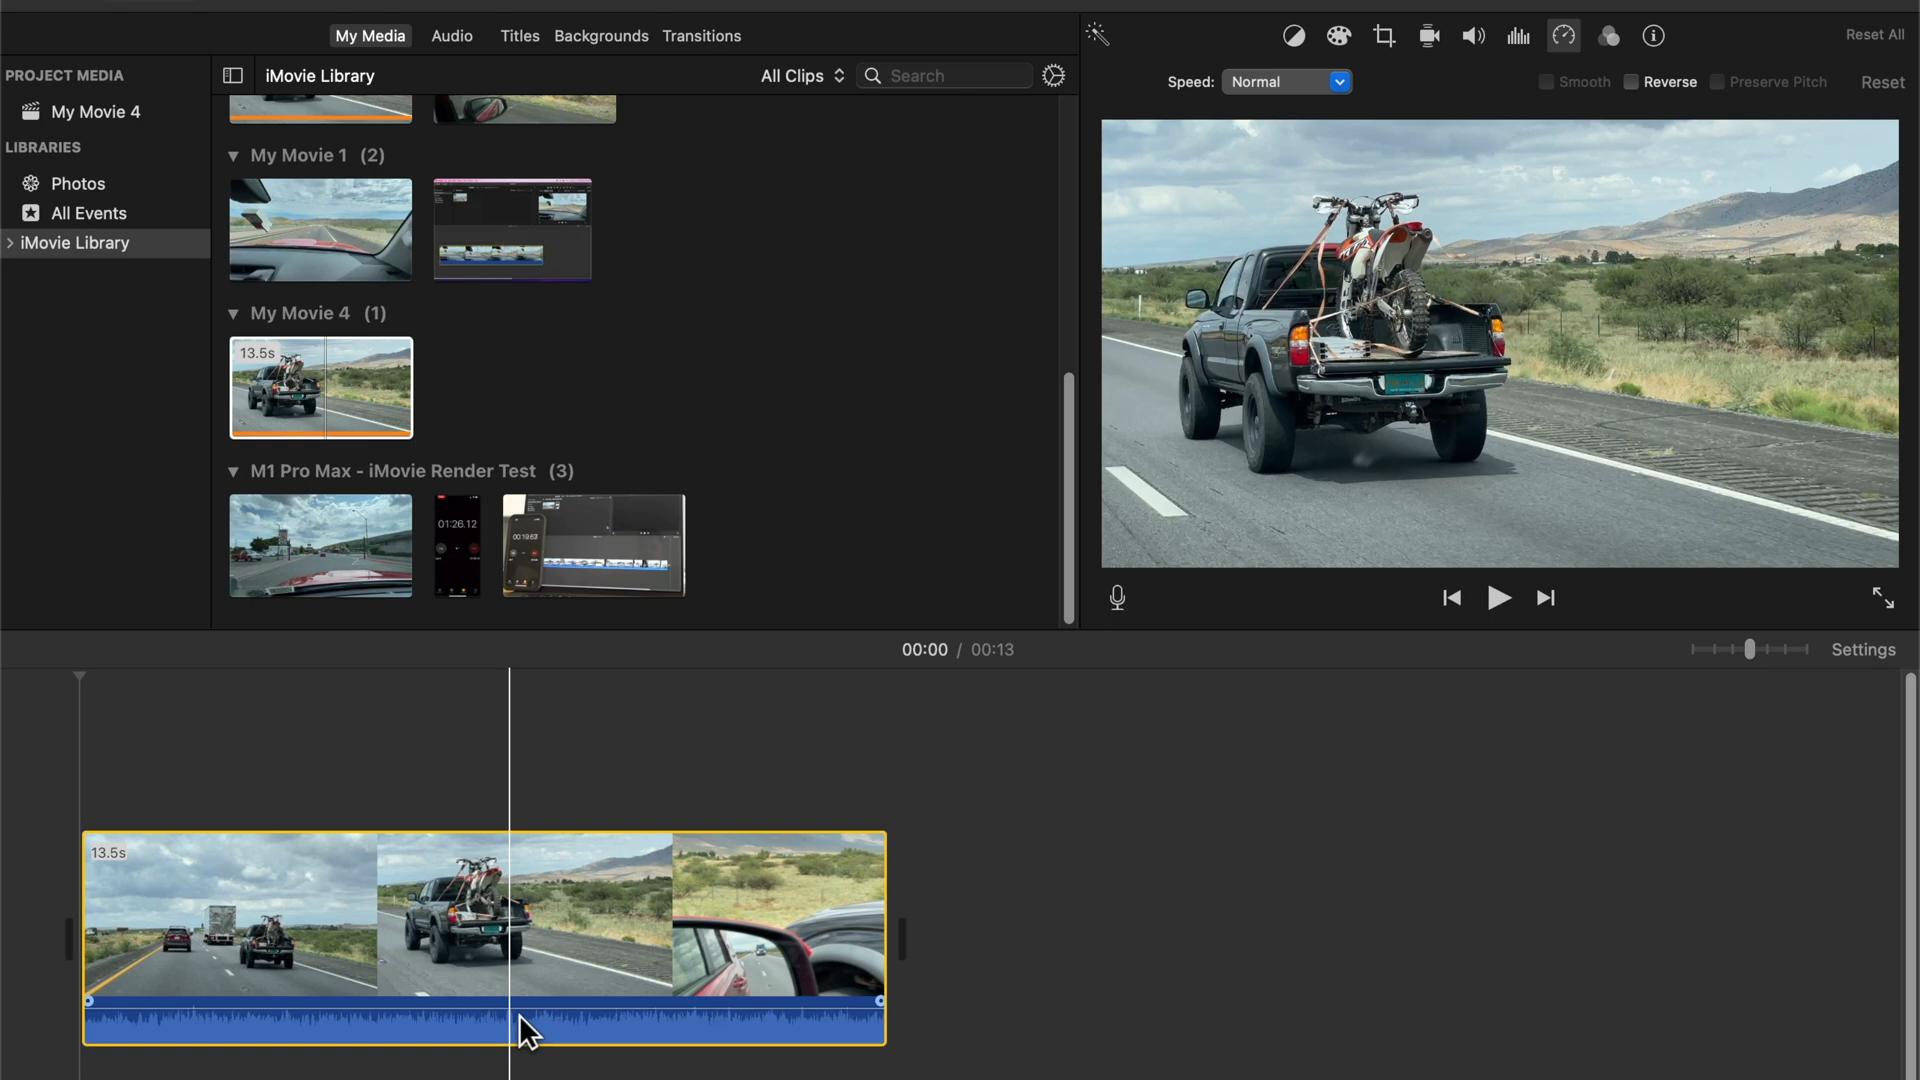 My Media Audio Titles Backgrounds Transitions
Reset All
PROJECT MEDIA
iMovie Library
All Clips
Search
Speed: Normal
Smooth
Reverse
Preserve Pitch
Reset
My Movie 4
LIBRARIES
Photos
All Events
iMovie Library
My Movie 1 (2)
My Movie 4 (1)
13.5s
M1 Pro Max - iMovie Render Test (3)
01:26.12
00:19.63
00:00 / 00:13
Settings
13.5s